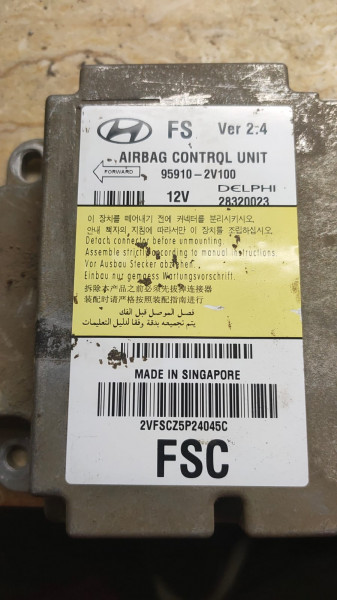 FS Ver 2.4
AIRBAG CONTROL UNIT
FORWARD 95910-2V100
12V DELPHI
28320023
이 장치를 떼어내기 전에 커넥터를 분리하시시오.
안내 책자의 지침에 따라서만 이 장치를 조립하십시오.
Detach connector before unmounting.
Assemble strictly according to manual instructions.
Vor Ausbau Stecker abziehen.
Einbau nur gemaess Wartungsvorschrift.
拆除本产品之前必须先拔掉连接器
装配时请严格按照装配指南进行
فصل الموصل قبل الفك
يتم تجميعه بدقة وفقا لدليل التعليمات
MADE IN SINGAPORE
2VFSCZ5P24045C
FSC